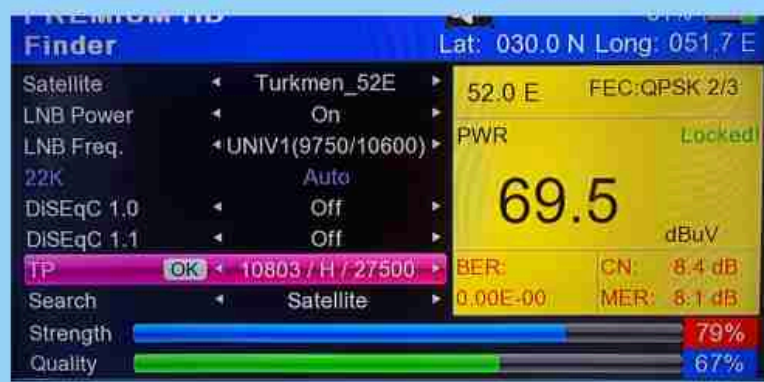 PREMIUM HD
Finder
Lat: 030.0 N Long: 051.7 E
Satellite Turkmen_52E
LNB Power On
LNB Freq. UNIV1(9750/10600)
22K Auto
DiSEqC 1.0 Off
DiSEqC 1.1 Off
TP OK 10803 / H / 27500
Search Satellite
52.0 E FEC:QPSK 2/3
PWR Locked!
69.5
dBuV
BER: CN: 8.4 dB
0.00E-00 MER: 8.1 dB
Strength 79%
Quality 67%